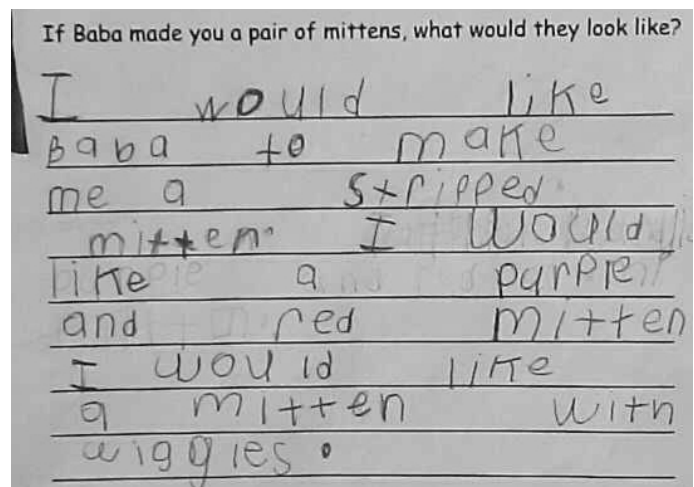 If Baba made you a pair of mittens, what would they look like?
I would like
Baba to make
me a stripped
mitten. I would
like a purple
and red mitten
I would like
a mitten with
wiggles.